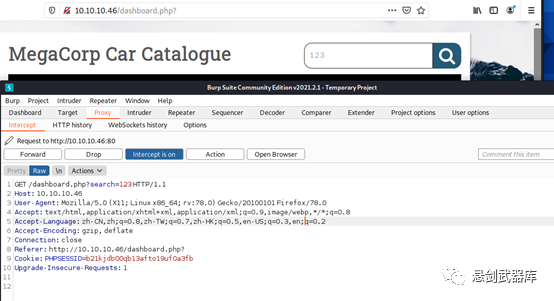 10.10.10.46/dashboard.php?
MegaCorp Car Catalogue
123
Burp Suite Community Edition v2021.2.1 - Temporary Project
Burp Project Intruder Repeater Window Help
Dashboard Target Proxy Intruder Repeater Sequencer Decoder Comparer Extender Project options User options
Intercept HTTP history WebSockets history Options
Request to http://10.10.10.46:80
Forward Drop Intercept is on Action Open Browser Comment this item
Pretty Raw \n Actions
1 GET /dashboard.php?search=123 HTTP/1.1
2 Host: 10.10.10.46
3 User-Agent: Mozilla/5.0 (X11; Linux x86_64; rv:78.0) Gecko/20100101 Firefox/78.0
4 Accept: text/html,application/xhtml+xml,application/xml;q=0.9,image/webp,*/*;q=0.8
5 Accept-Language: zh-CN,zh;q=0.8,zh-TW;q=0.7,zh-HK;q=0.5,en-US;q=0.3,en;q=0.2
6 Accept-Encoding: gzip, deflate
7 Connection: close
8 Referer: http://10.10.10.46/dashboard.php?
9 Cookie: PHPSESSID=b21kjdb00qb13afto19uf0a3fb
10 Upgrade-Insecure-Requests: 1
11
12
悬剑武器库